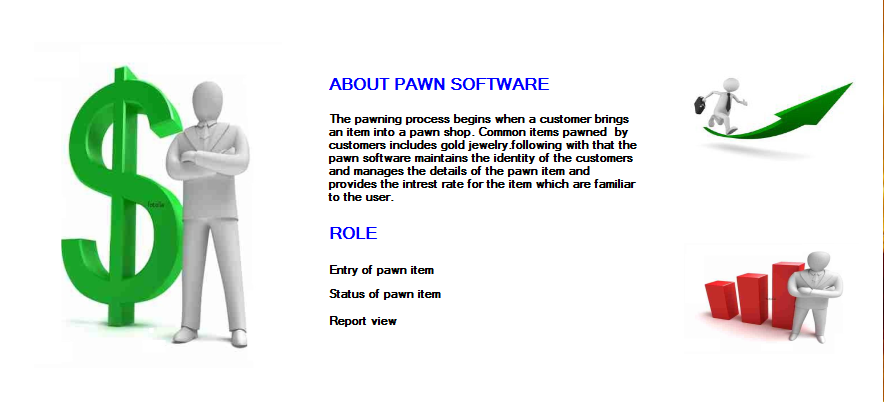 ABOUT PAWN SOFTWARE
The pawning process begins when a customer brings
an item into a pawn shop. Common items pawned  by
customers includes gold jewelry.following with that the
pawn software maintains the identity of the customers
and manages the details of the pawn item and
provides the intrest rate for the item which are familiar
to the user.
ROLE
Entry of pawn item
Status of pawn item
Report view